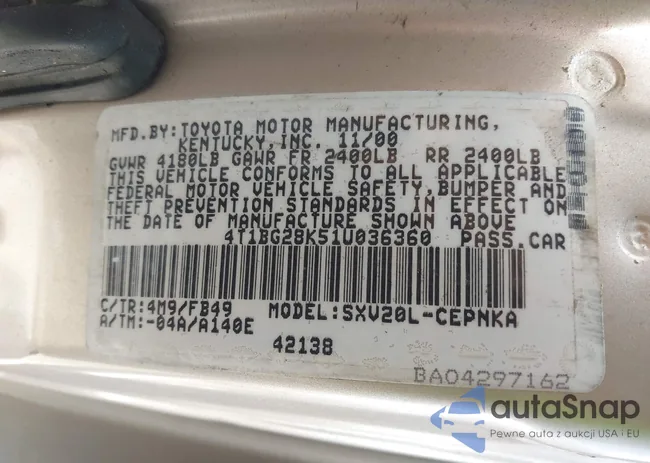 MFD.BY:TOYOTA MOTOR MANUFACTURING,
KENTUCKY,INC. 11/00
GVWR 4180LB GAWR FR 2400LB RR 2400LB
THIS VEHICLE CONFORMS TO ALL APPLICABLE
FEDERAL MOTOR VEHICLE SAFETY,BUMPER AND
THEFT PREVENTION STANDARDS IN EFFECT ON
THE DATE OF MANUFACTURE SHOWN ABOVE
4T1BG28K51U036360 PASS.CAR
C/TR:4M9/FB49 MODEL:SXV20L-CEPNKA
A/TM:-04A/A140E
42138
BA04297162
autaSnap
Pewne auta z aukcji USA i EU